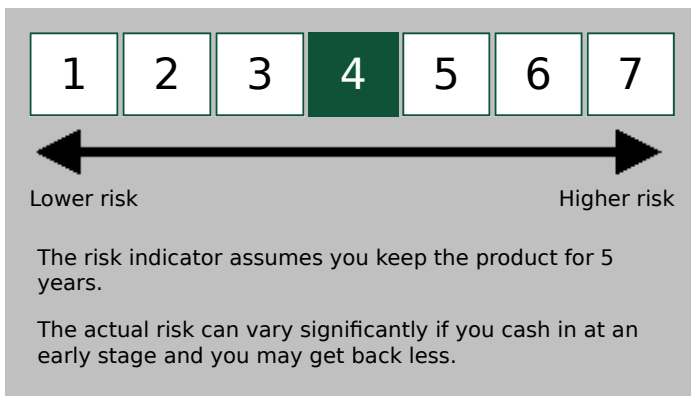 1 2 3 4 5 6 7
Lower risk Higher risk
The risk indicator assumes you keep the product for 5
years.
The actual risk can vary significantly if you cash in at an
early stage and you may get back less.